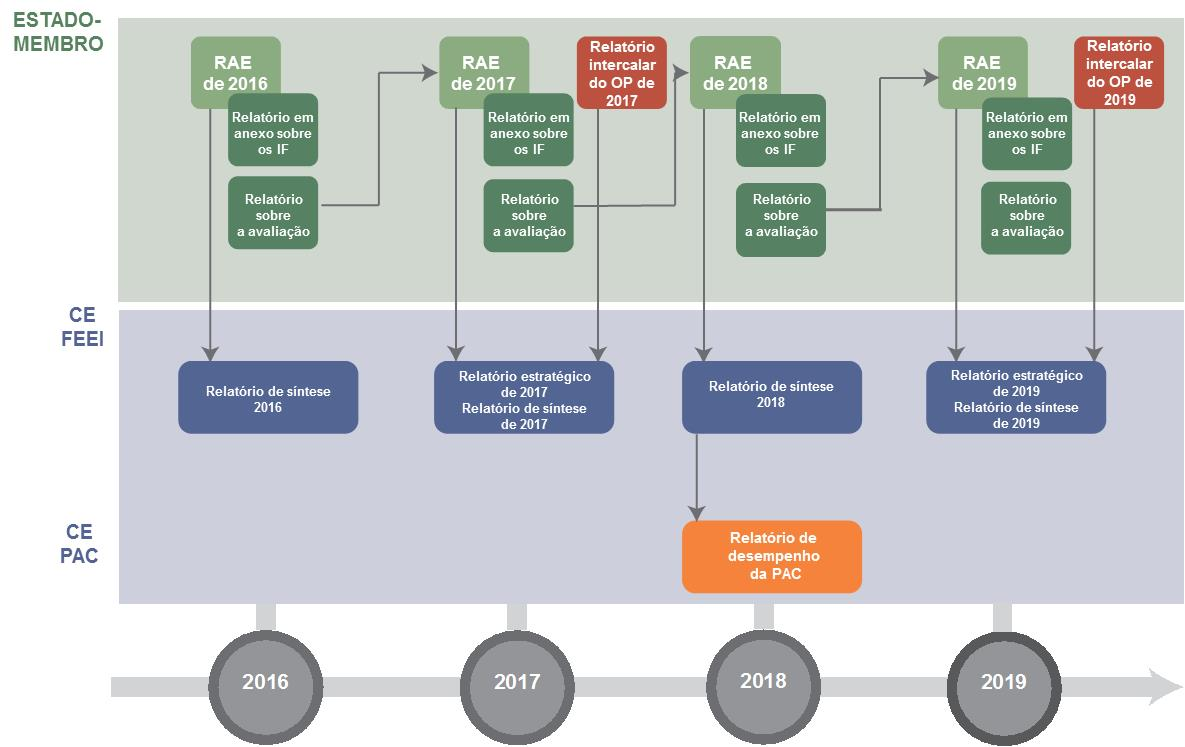 ESTADO-
MEMBRO
RAE
de 2016
Relatório em
anexo sobre
os IF
Relatório
sobre
a avaliação
RAE
de 2017
Relatório em
anexo sobre
os IF
Relatório
sobre
a avaliação
Relatório
intercalar
do OP de
2017
RAE
de 2018
Relatório em
anexo sobre
os IF
Relatório
sobre
a avaliação
RAE
de 2019
Relatório em
anexo sobre
os IF
Relatório
sobre
a avaliação
Relatório
intercalar
do OP de
2019
CE
FEEI
Relatório de síntese
2016
Relatório estratégico
de 2017
Relatório de síntese
de 2017
Relatório de síntese
2018
Relatório estratégico
de 2019
Relatório de síntese
de 2019
CE
PAC
Relatório de
desempenho
da PAC
2016
2017
2018
2019